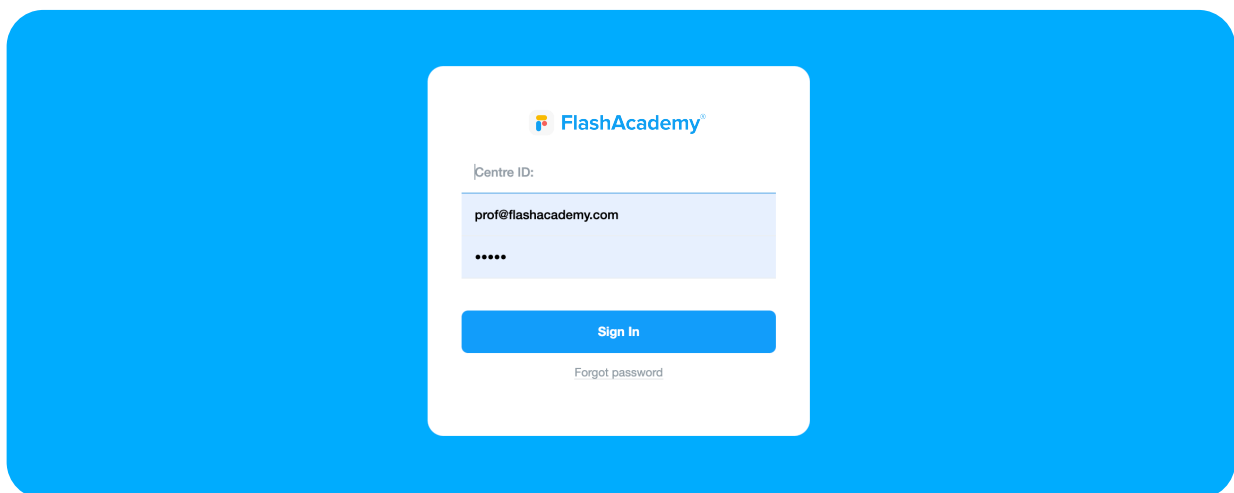 FlashAcademy®
Centre ID:
prof@flashacademy.com
•••••
Sign In
Forgot password